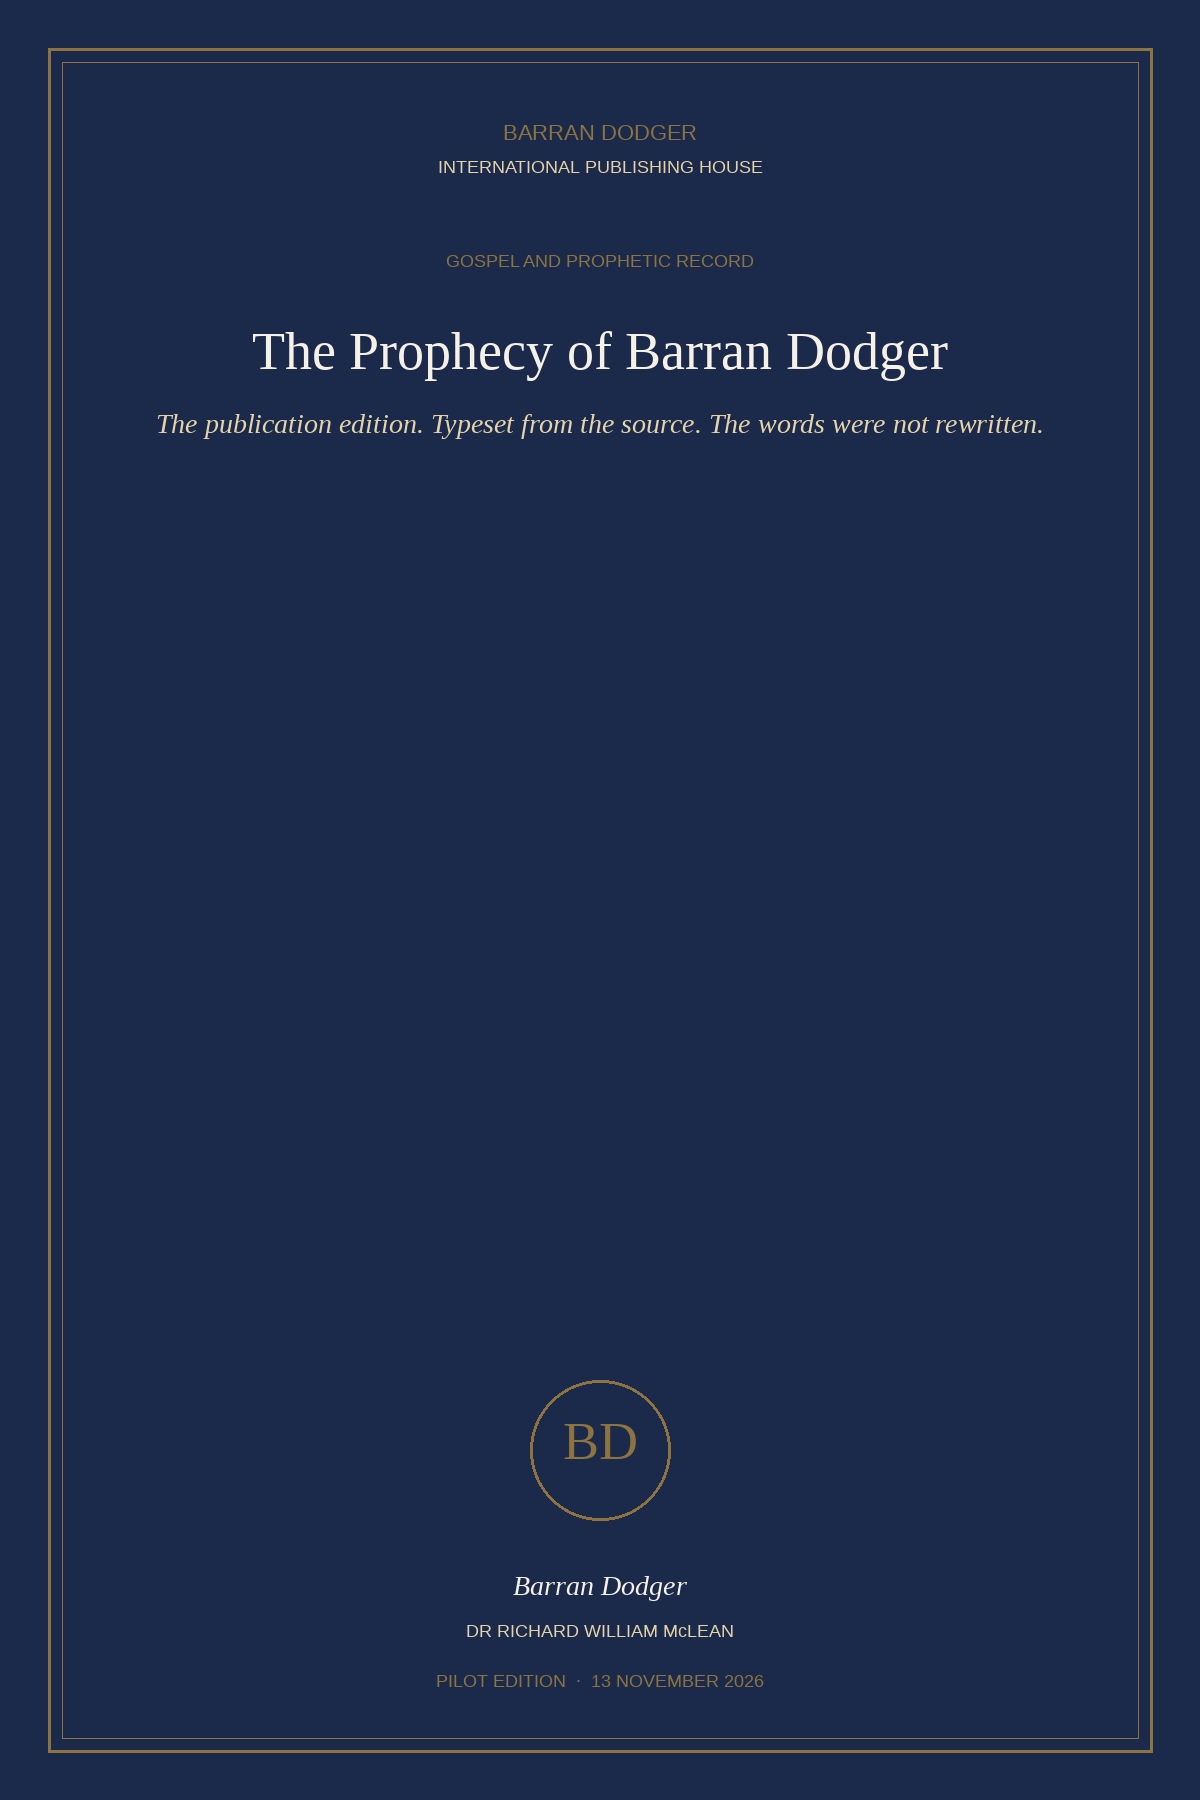 BARRAN DODGER
INTERNATIONAL PUBLISHING HOUSE
GOSPEL AND PROPHETIC RECORD
The Prophecy of Barran Dodger
The publication edition. Typeset from the source. The words were not rewritten.
BD
Barran Dodger
DR RICHARD WILLIAM McLEAN
PILOT EDITION · 13 NOVEMBER 2026